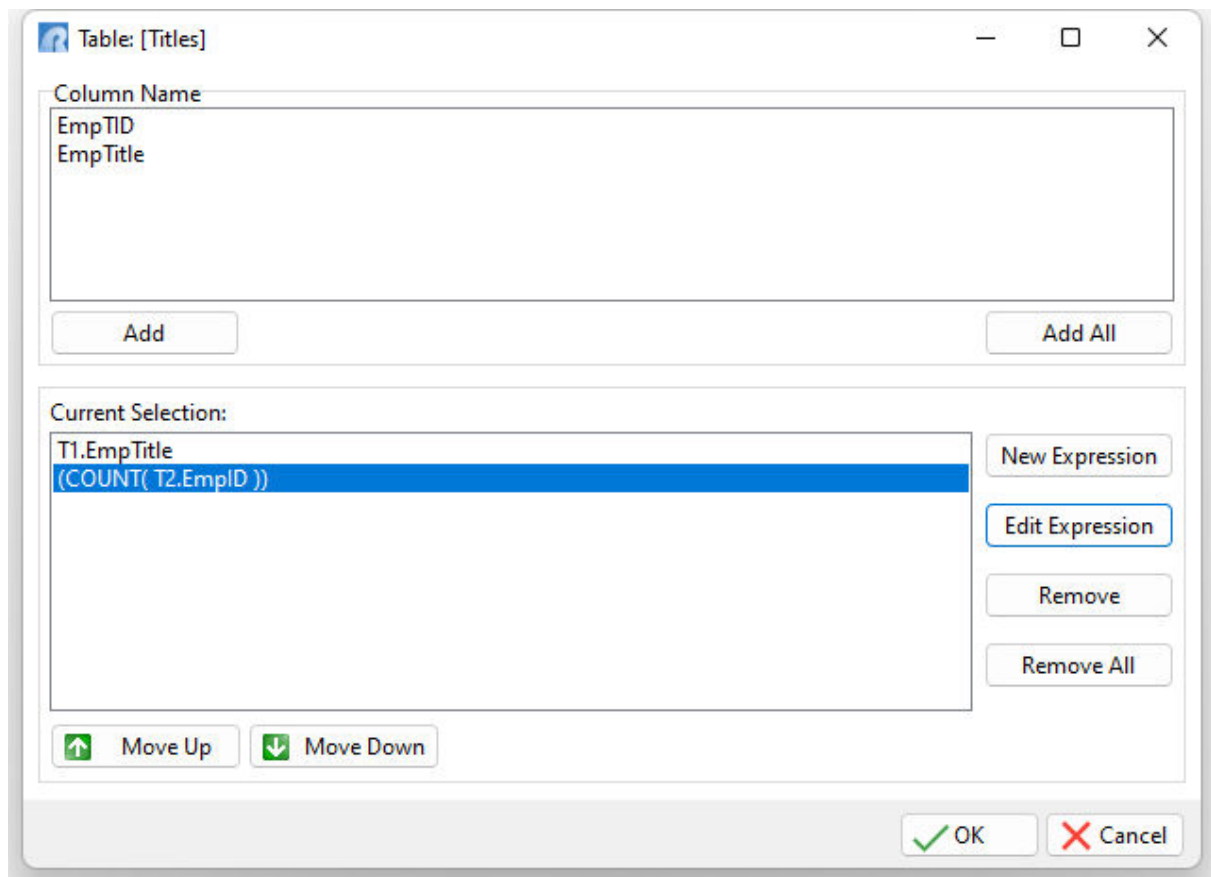 Table: [Titles]
Column Name
EmpTID
EmpTitle
Add
Add All
Current Selection:
T1.EmpTitle
(COUNT( T2.EmpID ))
New Expression
Edit Expression
Remove
Remove All
Move Up
Move Down
OK
Cancel